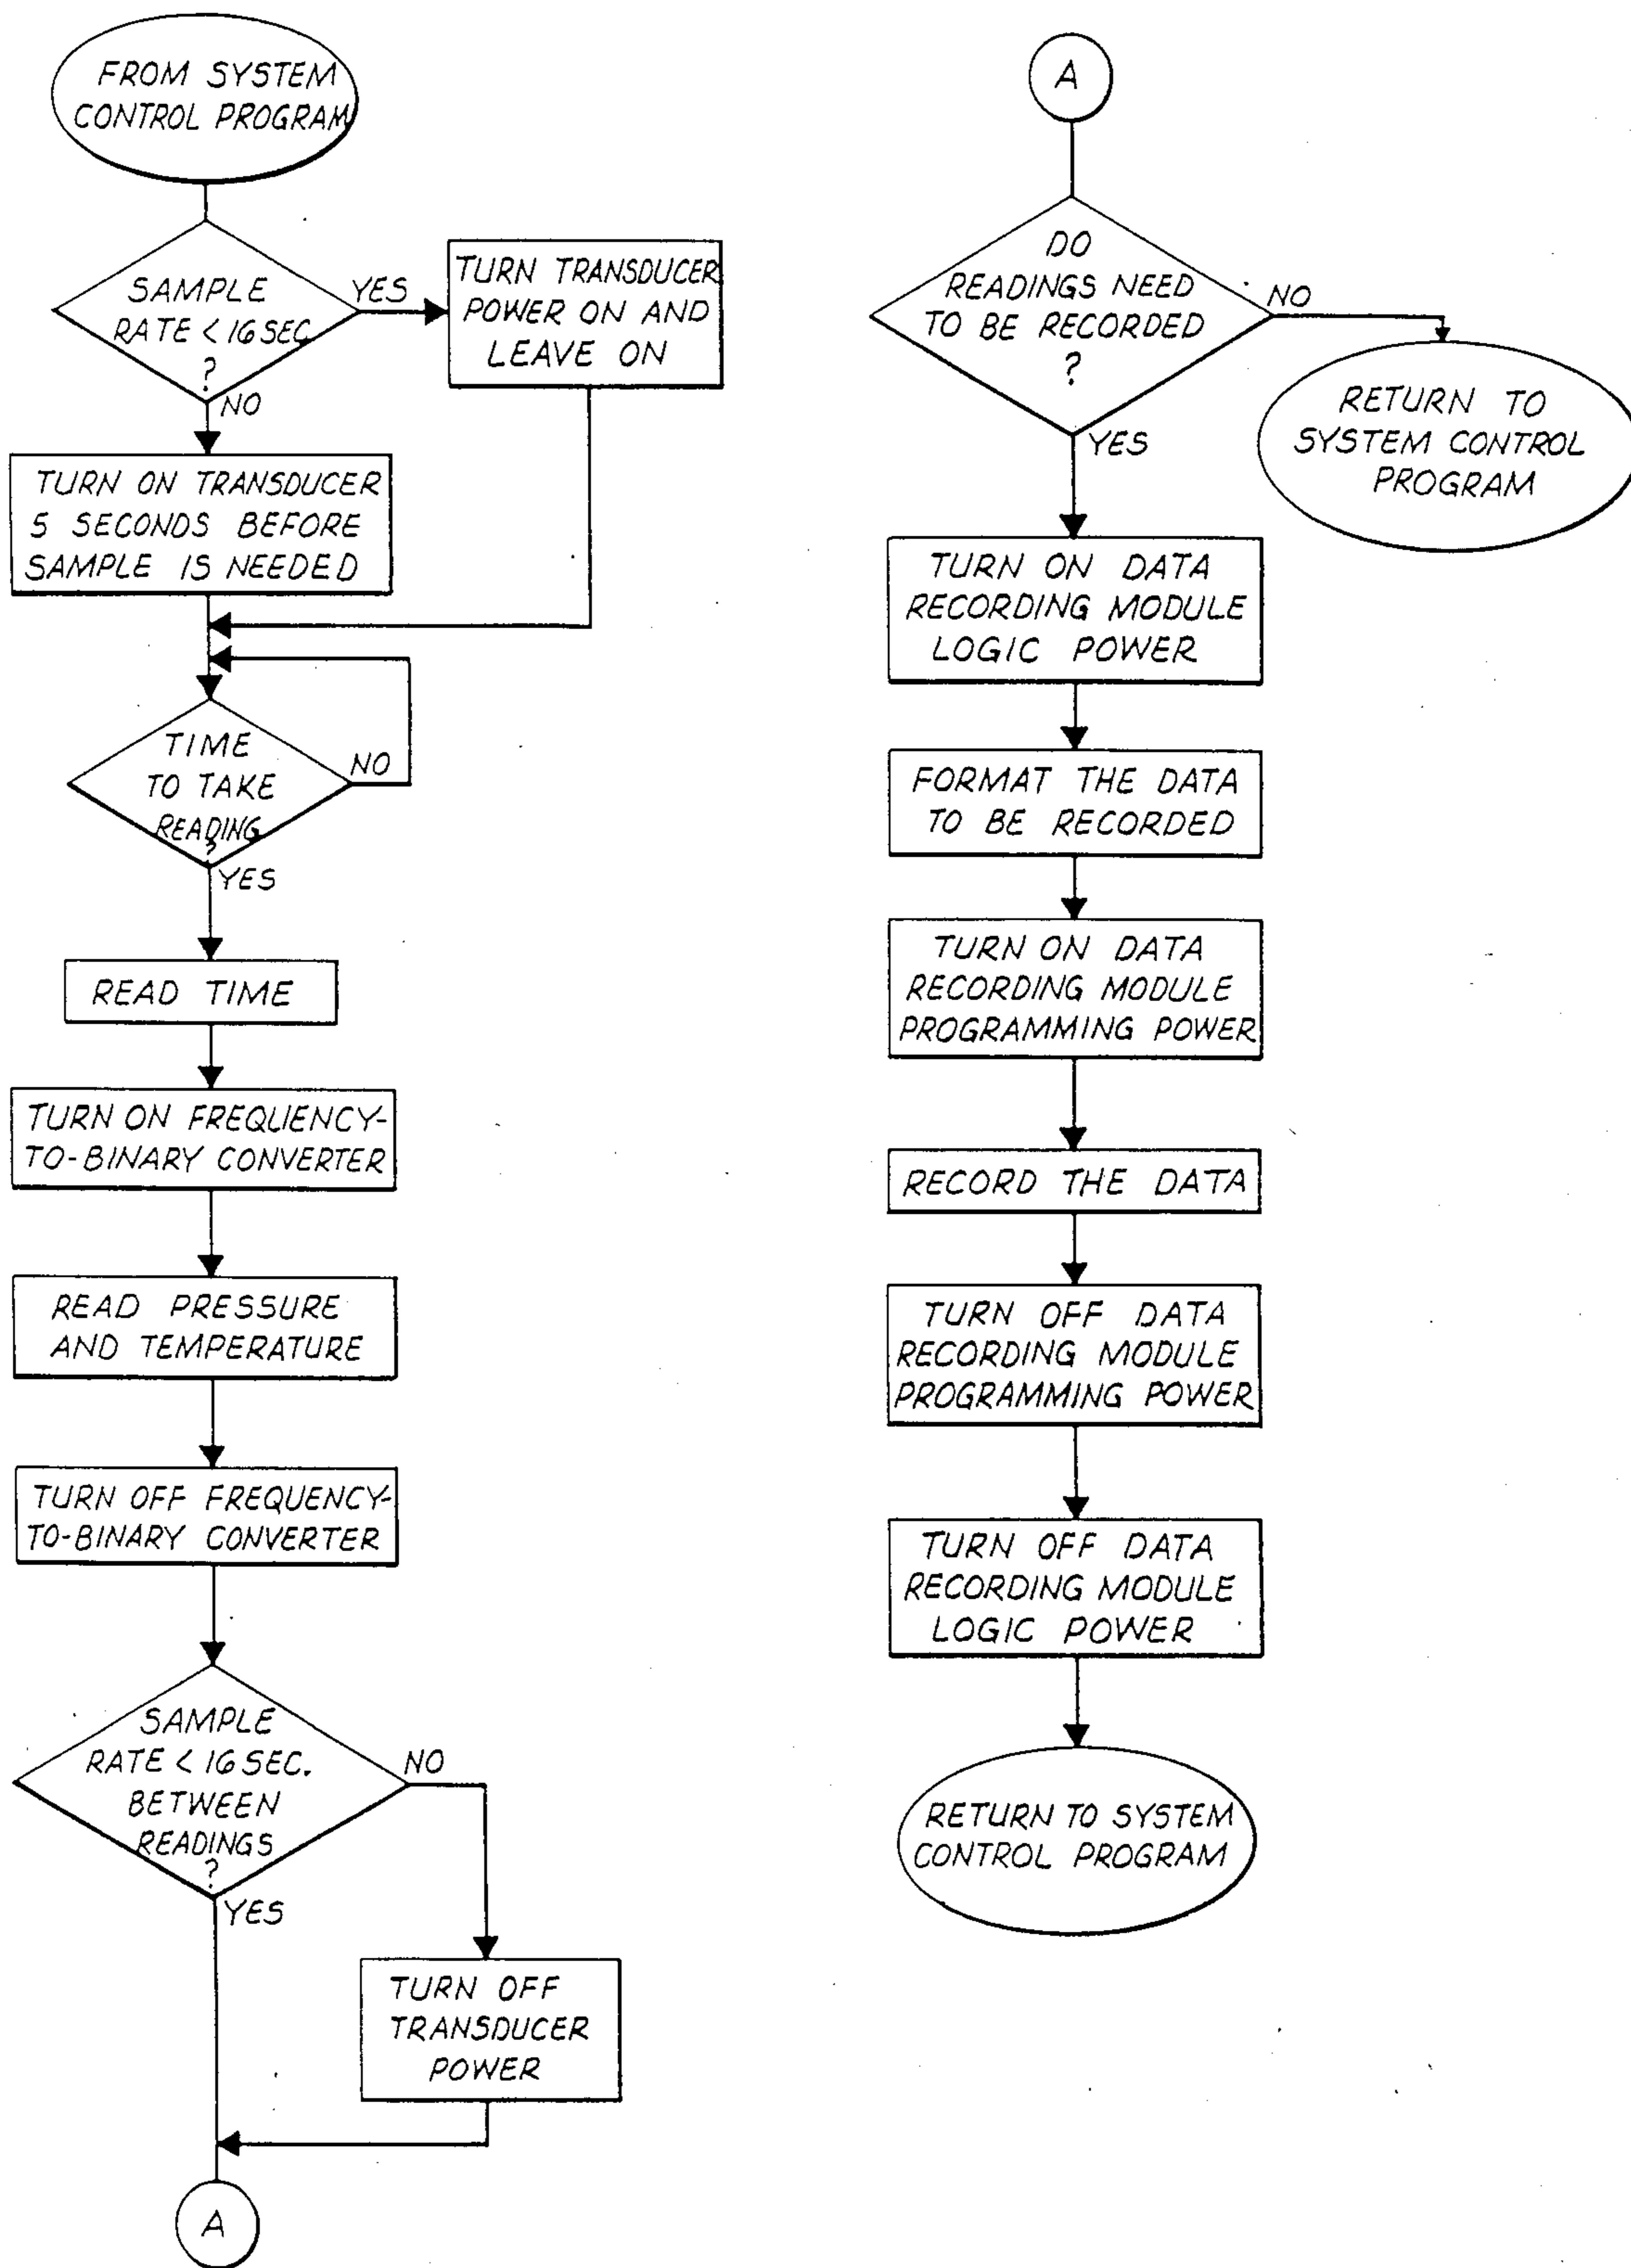 FROM SYSTEM
CONTROL PROGRAM
SAMPLE
RATE < 16 SEC
?
YES
TURN TRANSDUCER
POWER ON AND
LEAVE ON
NO
TURN ON TRANSDUCER
5 SECONDS BEFORE
SAMPLE IS NEEDED
TIME
TO TAKE
READING
?
NO
YES
READ TIME
TURN ON FREQUENCY-
TO-BINARY CONVERTER
READ PRESSURE
AND TEMPERATURE
TURN OFF FREQUENCY-
TO-BINARY CONVERTER
SAMPLE
RATE < 16 SEC.
BETWEEN
READINGS
?
NO
YES
TURN OFF
TRANSDUCER
POWER
A
A
DO
READINGS NEED
TO BE RECORDED
?
NO
RETURN TO
SYSTEM CONTROL
PROGRAM
YES
TURN ON DATA
RECORDING MODULE
LOGIC POWER
FORMAT THE DATA
TO BE RECORDED
TURN ON DATA
RECORDING MODULE
PROGRAMMING POWER
RECORD THE DATA
TURN OFF DATA
RECORDING MODULE
PROGRAMMING POWER
TURN OFF DATA
RECORDING MODULE
LOGIC POWER
RETURN TO SYSTEM
CONTROL PROGRAM